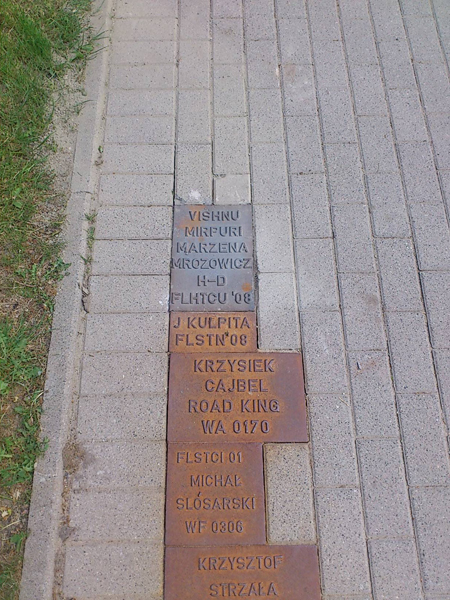 VISHNU
MIRPURI
MARZENA
MROZOWICZ
H-D
FLHTCU '08
J KULPITA
FLSTN'08
KRZYSIEK
CAJBEL
ROAD KING
WA 0170
FLSTCI 01
MICHAŁ
SLÓSARSKI
WF 0306
KRZYSZTOF
STRZAŁA